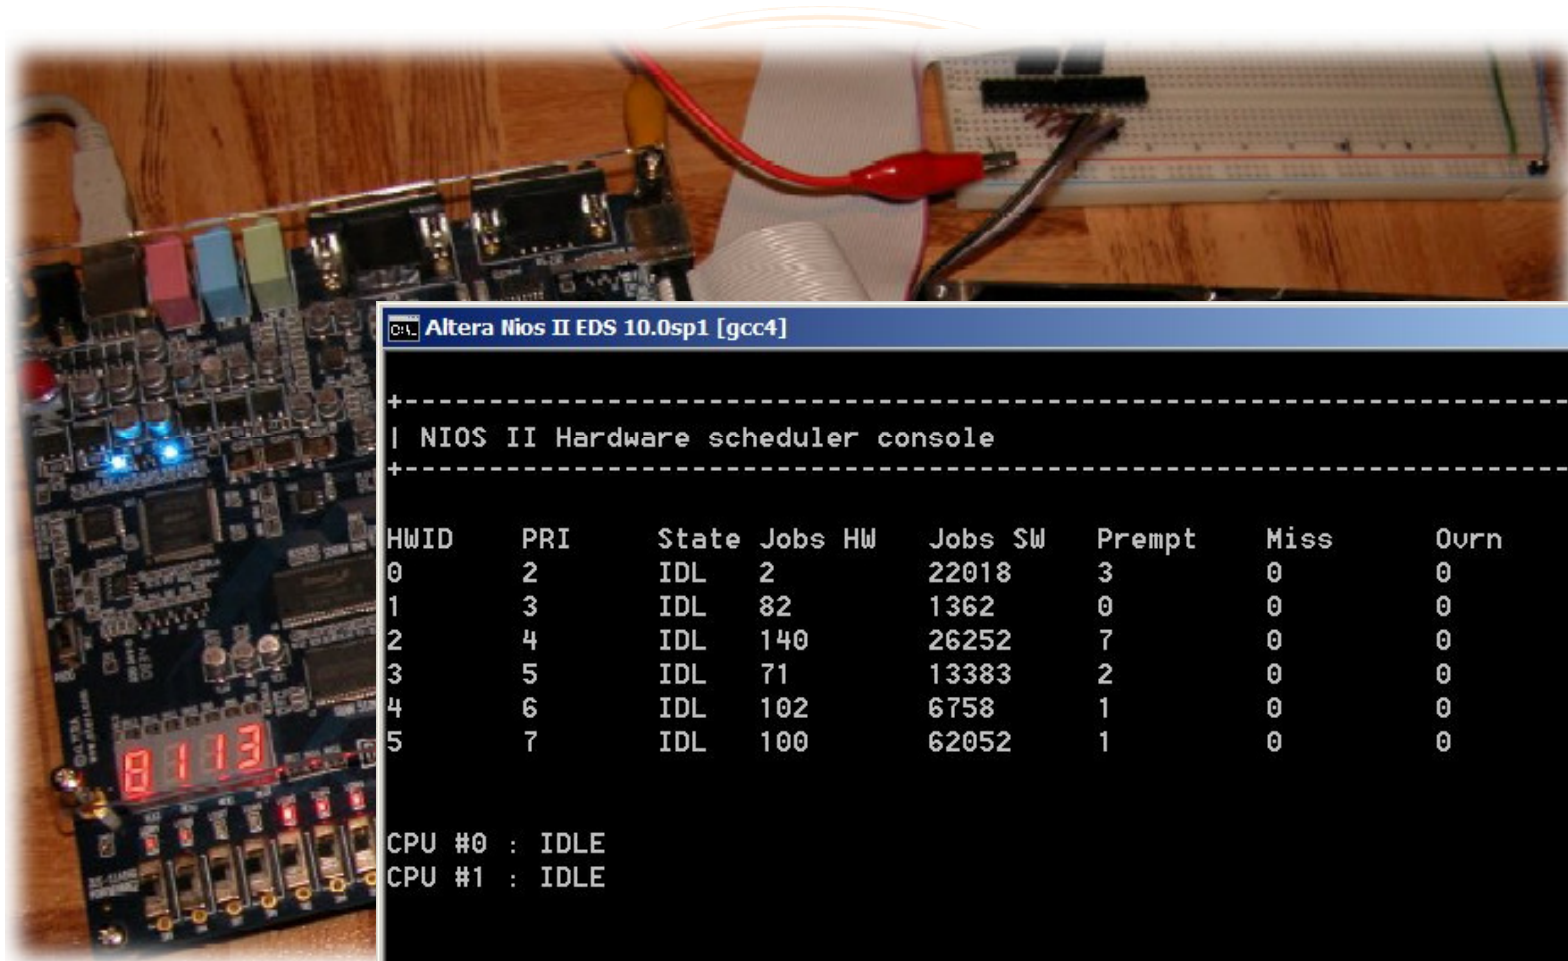 Altera Nios II EDS 10.0sp1 [gcc4]
| NIOS II Hardware scheduler console
HWID PRI State Jobs HW Jobs SW Prempt Miss Ovrn
0 2 IDL 2 22018 3 0 0
1 3 IDL 82 1362 0 0 0
2 4 IDL 140 26252 7 0 0
3 5 IDL 71 13383 2 0 0
4 6 IDL 102 6758 1 0 0
5 7 IDL 100 62052 1 0 0
CPU #0 : IDLE
CPU #1 : IDLE
8113